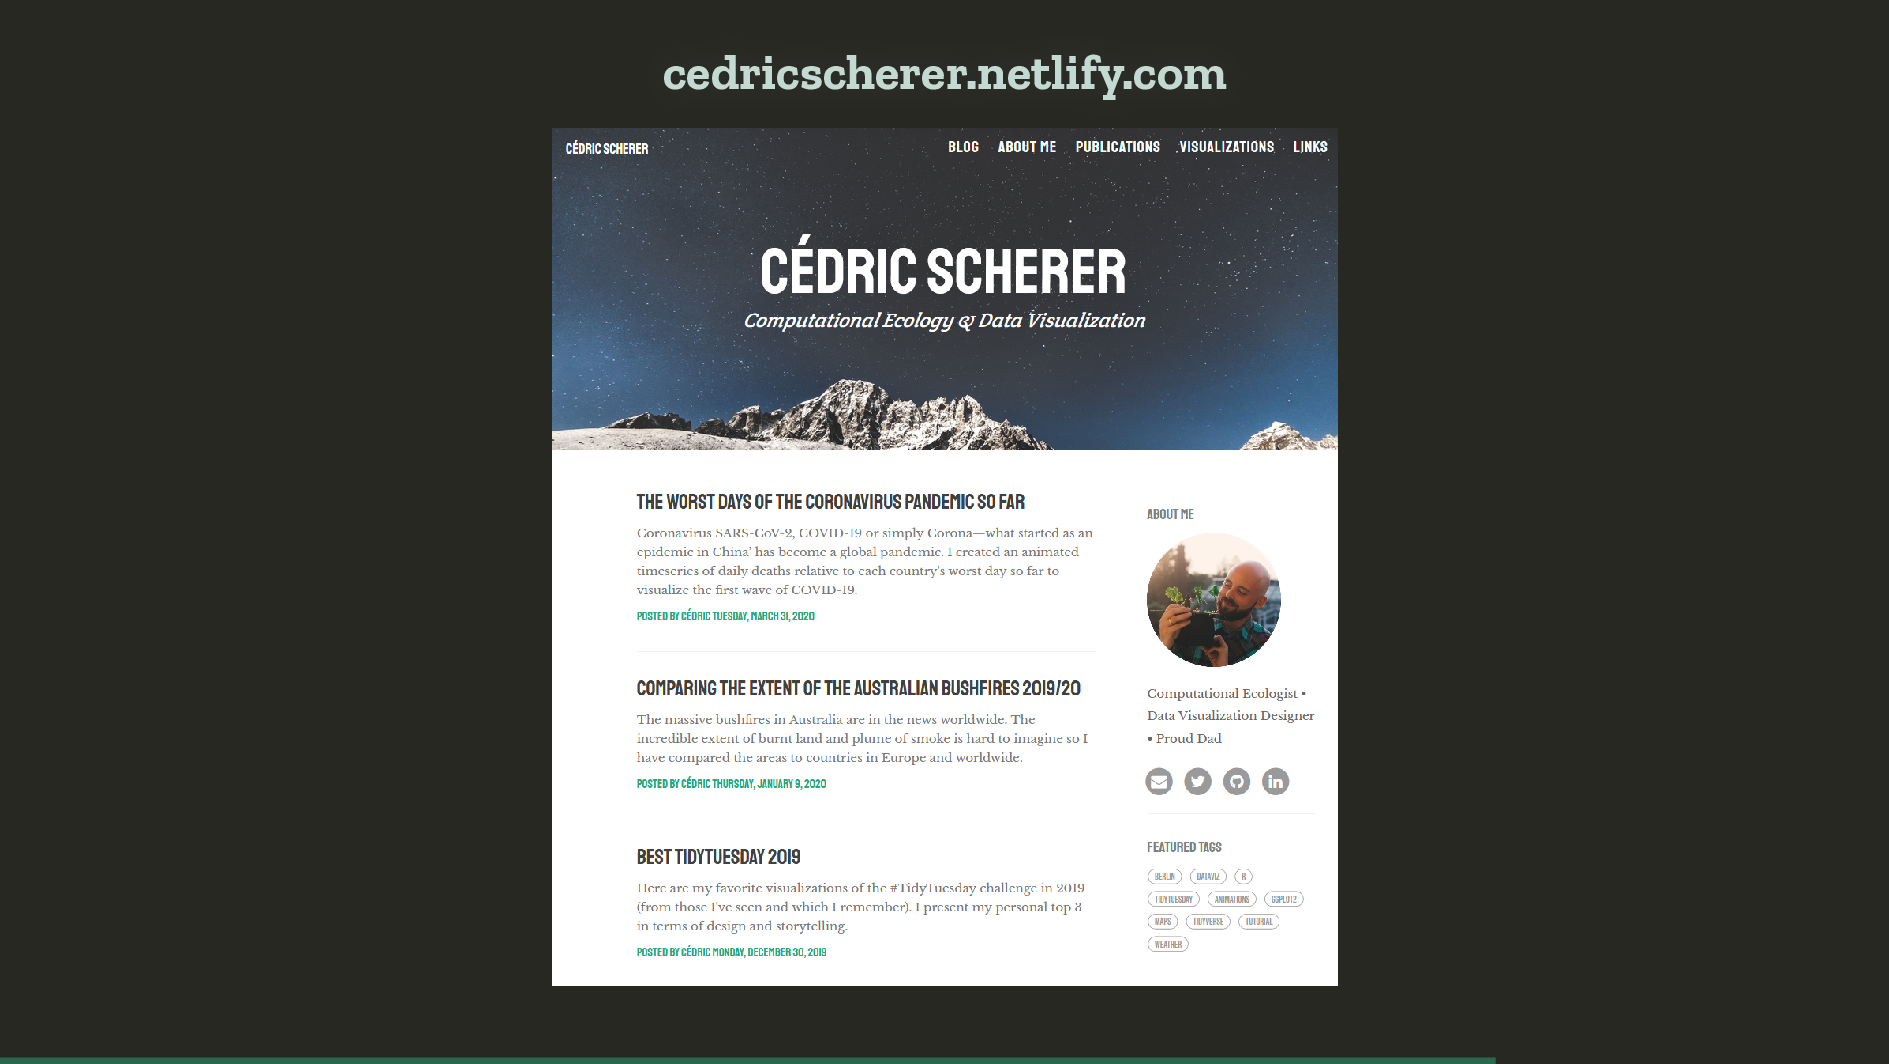 cedricscherer.netlify.com
CÉDRIC SCHERER
BLOG ABOUT ME PUBLICATIONS VISUALIZATIONS LINKS
CÉDRIC SCHERER
Computational Ecology & Data Visualization
THE WORST DAYS OF THE CORONAVIRUS PANDEMIC SO FAR
Coronavirus SARS-CoV-2, COVID-19 or simply Corona—what started as an
epidemic in China' has become a global pandemic. I created an animated
timeseries of daily deaths relative to each country's worst day so far to
visualize the first wave of COVID-19.
POSTED BY CÉDRIC TUESDAY, MARCH 31, 2020
COMPARING THE EXTENT OF THE AUSTRALIAN BUSHFIRES 2019/20
The massive bushfires in Australia are in the news worldwide. The
incredible extent of burnt land and plume of smoke is hard to imagine so I
have compared the areas to countries in Europe and worldwide.
POSTED BY CÉDRIC THURSDAY, JANUARY 9, 2020
BEST TIDYTUESDAY 2019
Here are my favorite visualizations of the #TidyTuesday challenge in 2019
(from those I've seen and which I remember). I present my personal top 3
in terms of design and storytelling.
POSTED BY CÉDRIC MONDAY, DECEMBER 30, 2019
ABOUT ME
Computational Ecologist •
Data Visualization Designer
• Proud Dad
in
FEATURED TAGS
BERLIN DATAVIZ R
TIDYTUESDAY ANIMATIONS GGPLOT2
MAPS TIDYVERSE TUTORIAL
WEATHER